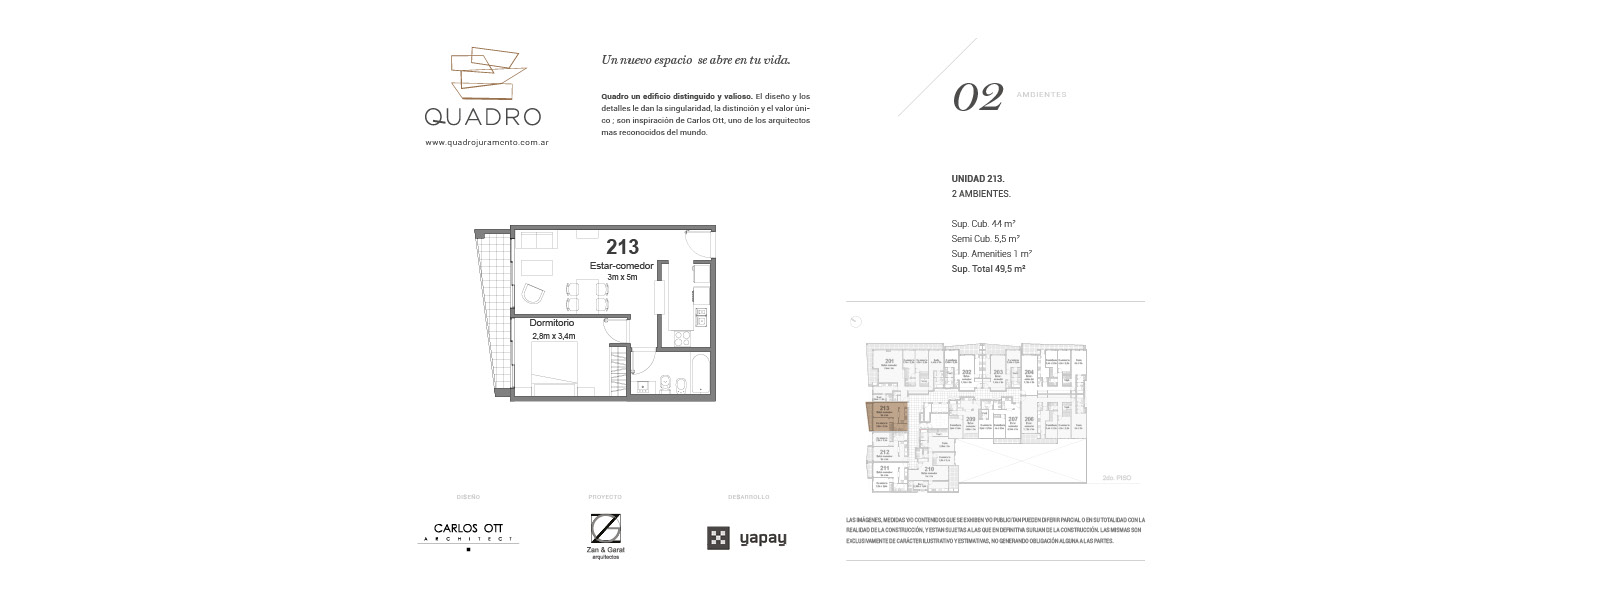 QUADRO
www.quadrojuramento.com.ar
Un nuevo espacio se abre en tu vida.
Quadro un edificio distinguido y valioso. El diseño y los
detalles le dan la singularidad, la distinción y el valor úni-
co ; son inspiración de Carlos Ott, uno de los arquitectos
mas reconocidos del mundo.
02 AMBIENTES
UNIDAD 213.
2 AMBIENTES.
Sup. Cub. 44 m²
Semi Cub. 5,5 m²
Sup. Amenities 1 m²
Sup. Total 49,5 m²
213
Estar-comedor
3m x 5m
Dormitorio
2,8m x 3,4m
201
202
203
204
213
209
207
206
212
211
210
2do. PISO
DISEÑO
CARLOS OTT
ARCHITECT
PROYECTO
Zan & Garat
arquitectos
DESARROLLO
yapay
LAS IMÁGENES, MEDIDAS Y/O CONTENIDOS QUE SE EXHIBEN Y/O PUBLICITAN PUEDEN DIFERIR PARCIAL O EN SU TOTALIDAD CON LA
REALIDAD DE LA CONSTRUCCIÓN, Y ESTAN SUJETAS A LAS QUE EN DEFINITIVA SURJAN DE LA CONSTRUCCIÓN. LAS MISMAS SON
EXCLUSIVAMENTE DE CARÁCTER ILUSTRATIVO Y ESTIMATIVAS, NO GENERANDO OBLIGACIÓN ALGUNA A LAS PARTES.